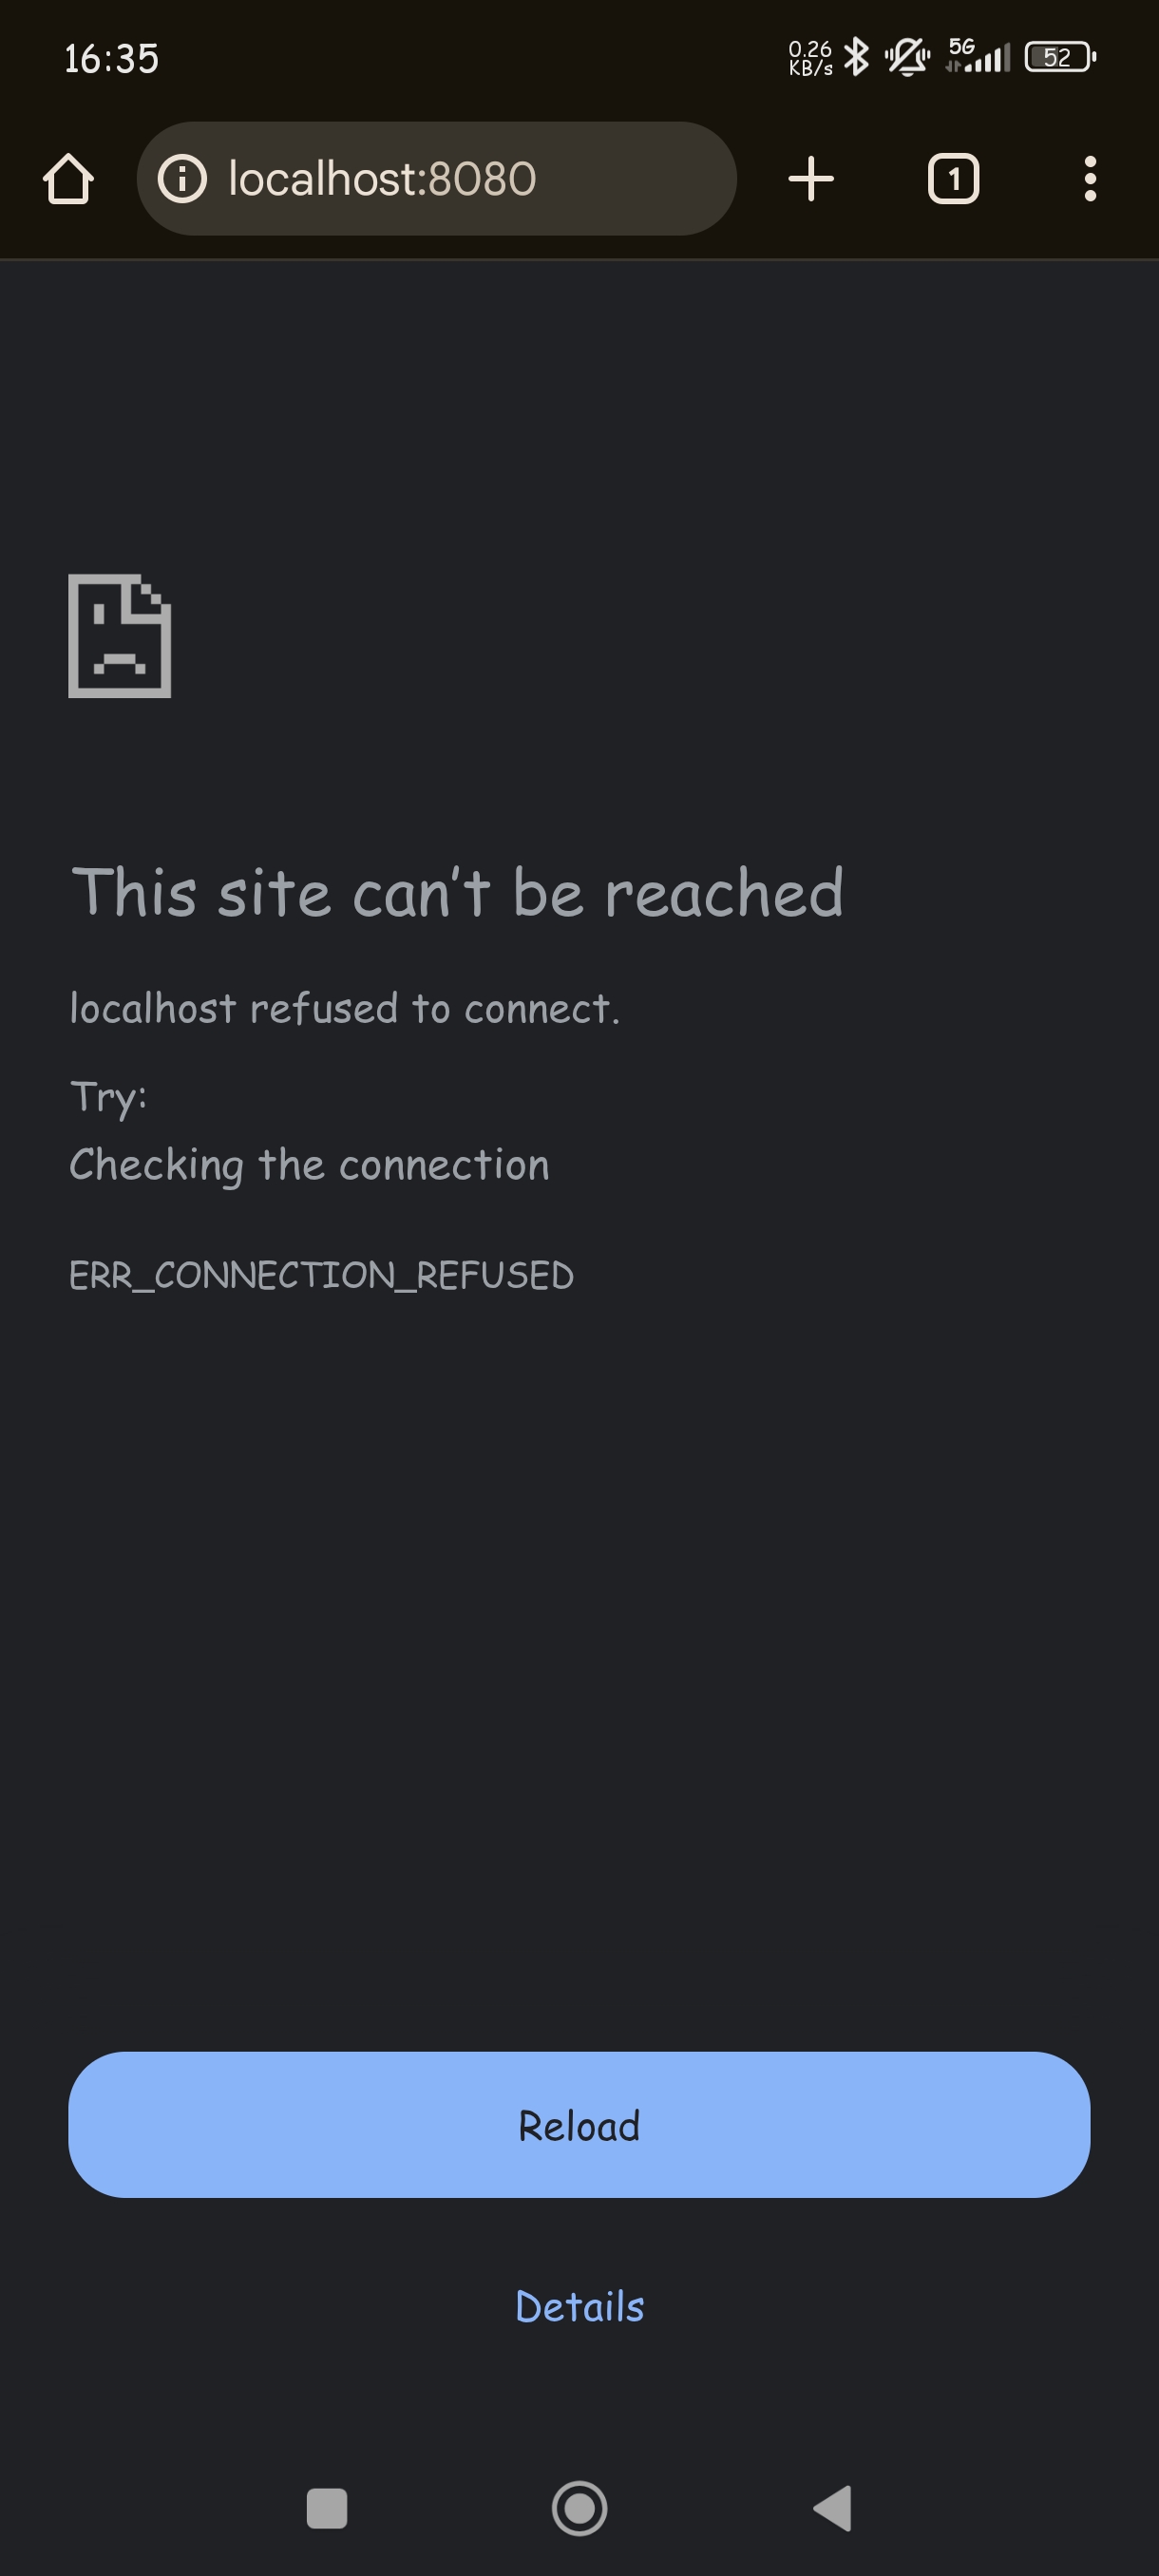 16:35
0.26
KB/s
5G
52
localhost:8080
1
This site can't be reached
localhost refused to connect.
Try:
Checking the connection
ERR_CONNECTION_REFUSED
Reload
Details